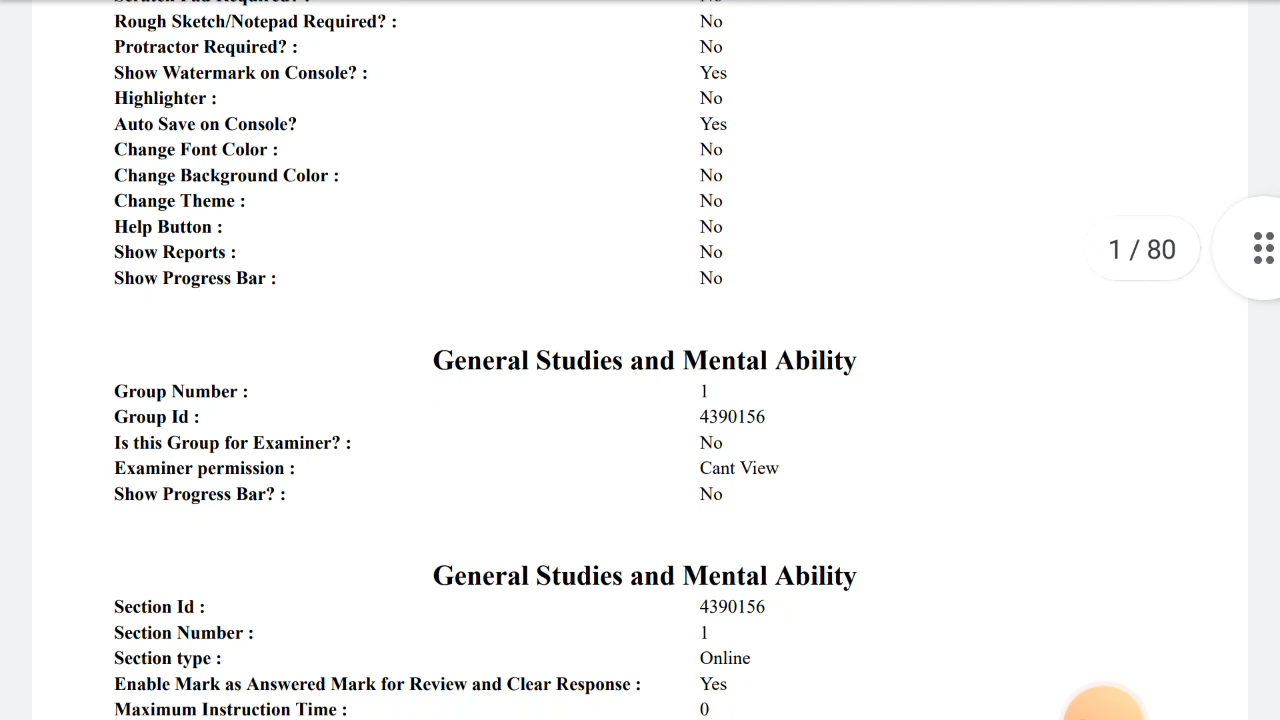 Rough Sketch/Notepad Required? : No
Protractor Required? : No
Show Watermark on Console? : Yes
Highlighter : No
Auto Save on Console? Yes
Change Font Color : No
Change Background Color : No
Change Theme : No
Help Button : No
Show Reports : No
1 / 80
Show Progress Bar : No
General Studies and Mental Ability
Group Number : 1
Group Id : 4390156
Is this Group for Examiner? : No
Examiner permission : Cant View
Show Progress Bar? : No
General Studies and Mental Ability
Section Id : 4390156
Section Number : 1
Section type : Online
Enable Mark as Answered Mark for Review and Clear Response : Yes
Maximum Instruction Time : 0